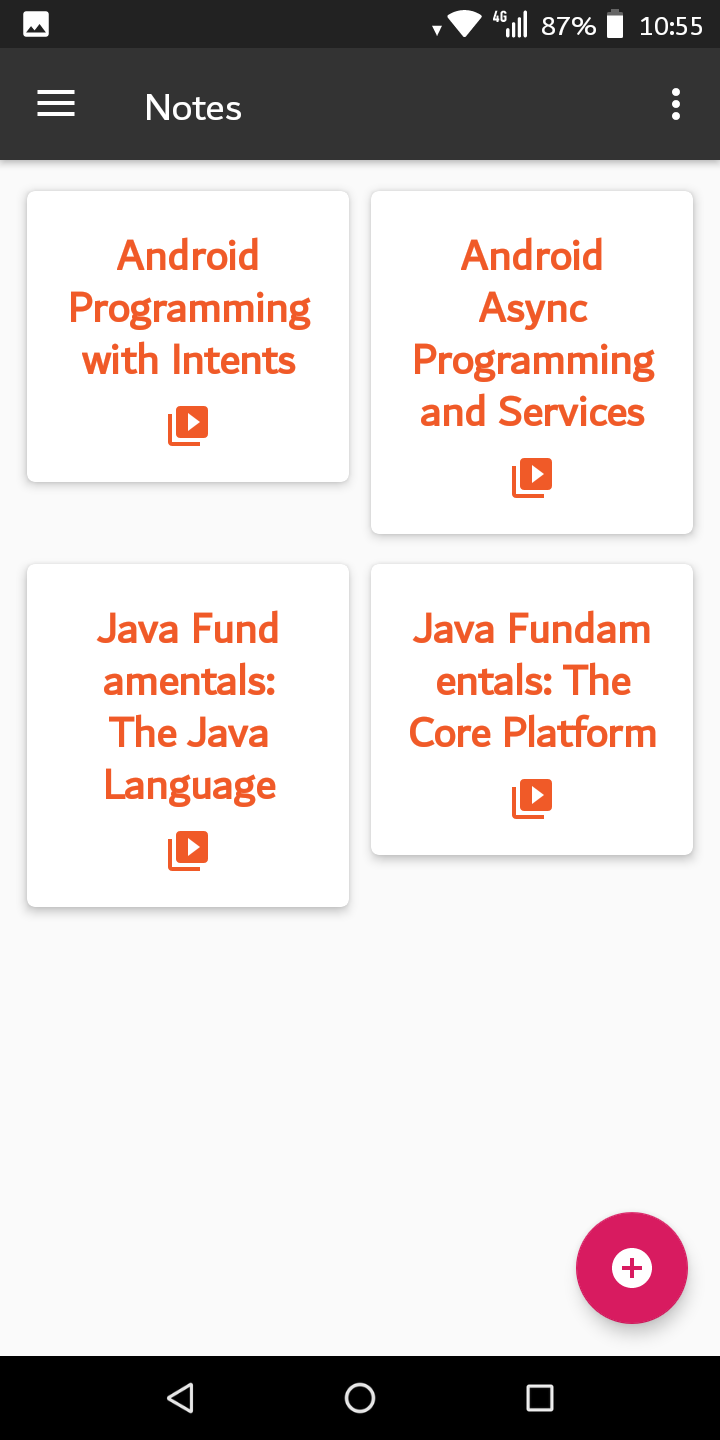 4G 87% 10:55
Notes
Android
Programming
with Intents
Android
Async
Programming
and Services
Java Fund
amentals:
The Java
Language
Java Fundam
entals: The
Core Platform